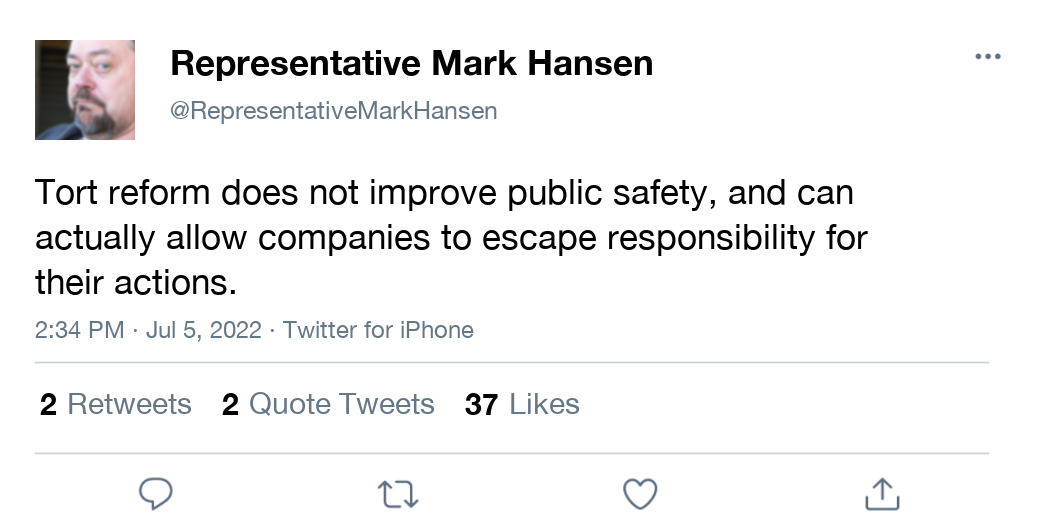 Representative Mark Hansen
@RepresentativeMarkHansen
Tort reform does not improve public safety, and can
actually allow companies to escape responsibility for
their actions.
2:34 PM · Jul 5, 2022 · Twitter for iPhone
2 Retweets 2 Quote Tweets 37 Likes